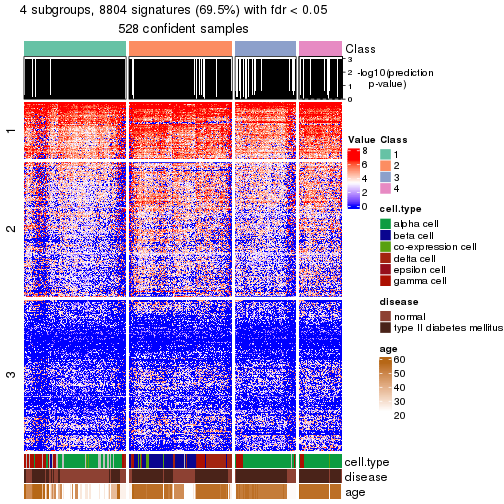 4 subgroups, 8804 signatures (69.5%) with fdr < 0.05
528 confident samples
Class
3
2
1
0
-log10(prediction
p-value)
1
2
3
Value
8
6
4
2
0
Class
1
2
3
4
cell.type
alpha cell
beta cell
co-expression cell
delta cell
epsilon cell
gamma cell
disease
normal
type II diabetes mellitus
age
60
50
40
30
20
cell.type
disease
age